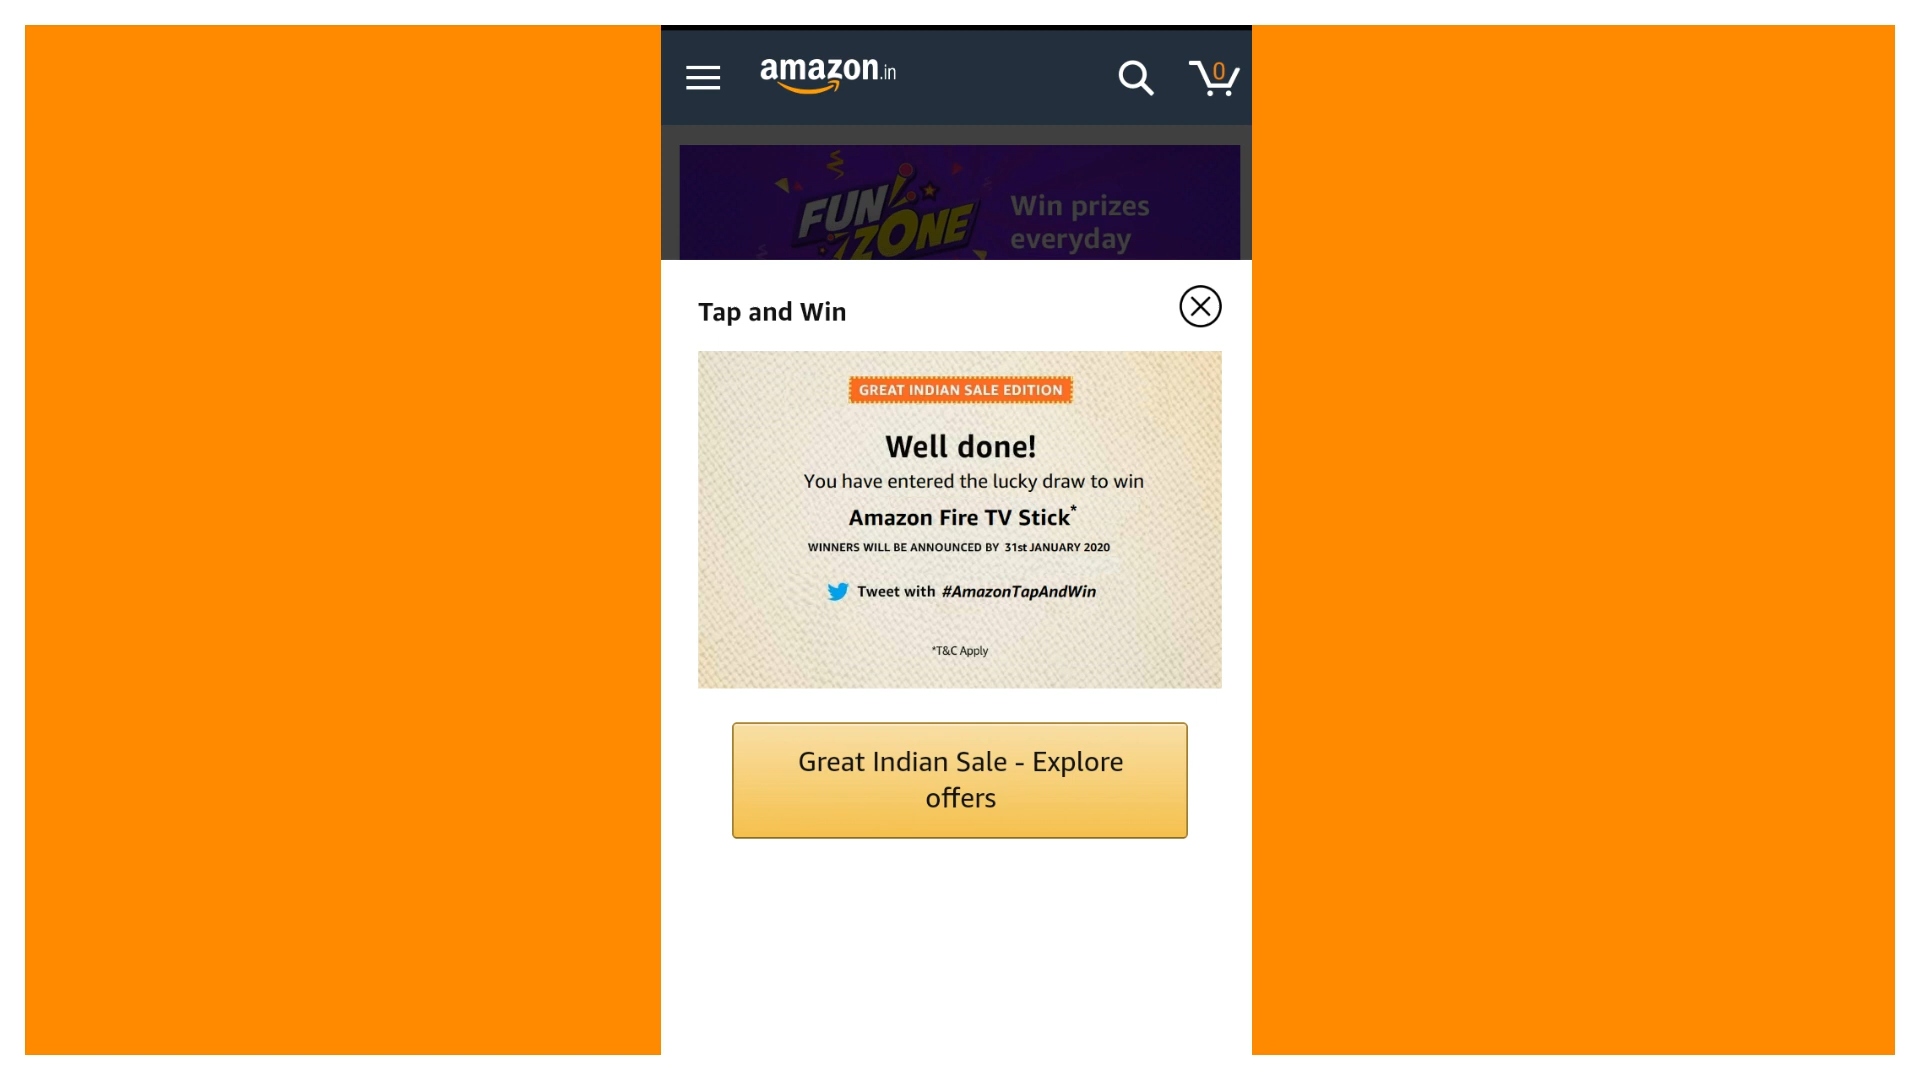 amazon.in
0
FUN
ZONE
Win prizes
everyday
Tap and Win
GREAT INDIAN SALE EDITION
Well done!
You have entered the lucky draw to win
Amazon Fire TV Stick*
WINNERS WILL BE ANNOUNCED BY 31st JANUARY 2020
Tweet with #AmazonTapAndWin
*T&C Apply
Great Indian Sale - Explore
offers